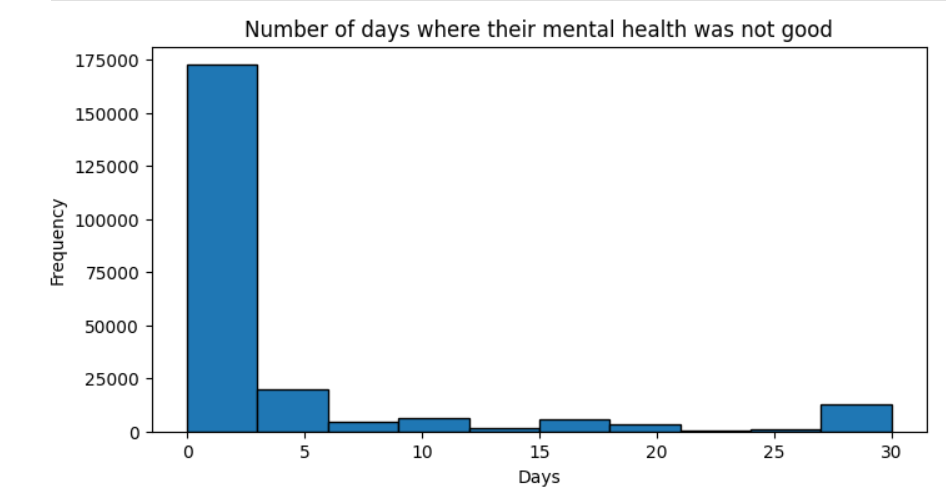 Number of days where their mental health was not good
175000
150000
125000
100000
75000
50000
25000
0
Frequency
0 5 10 15 20 25 30
Days